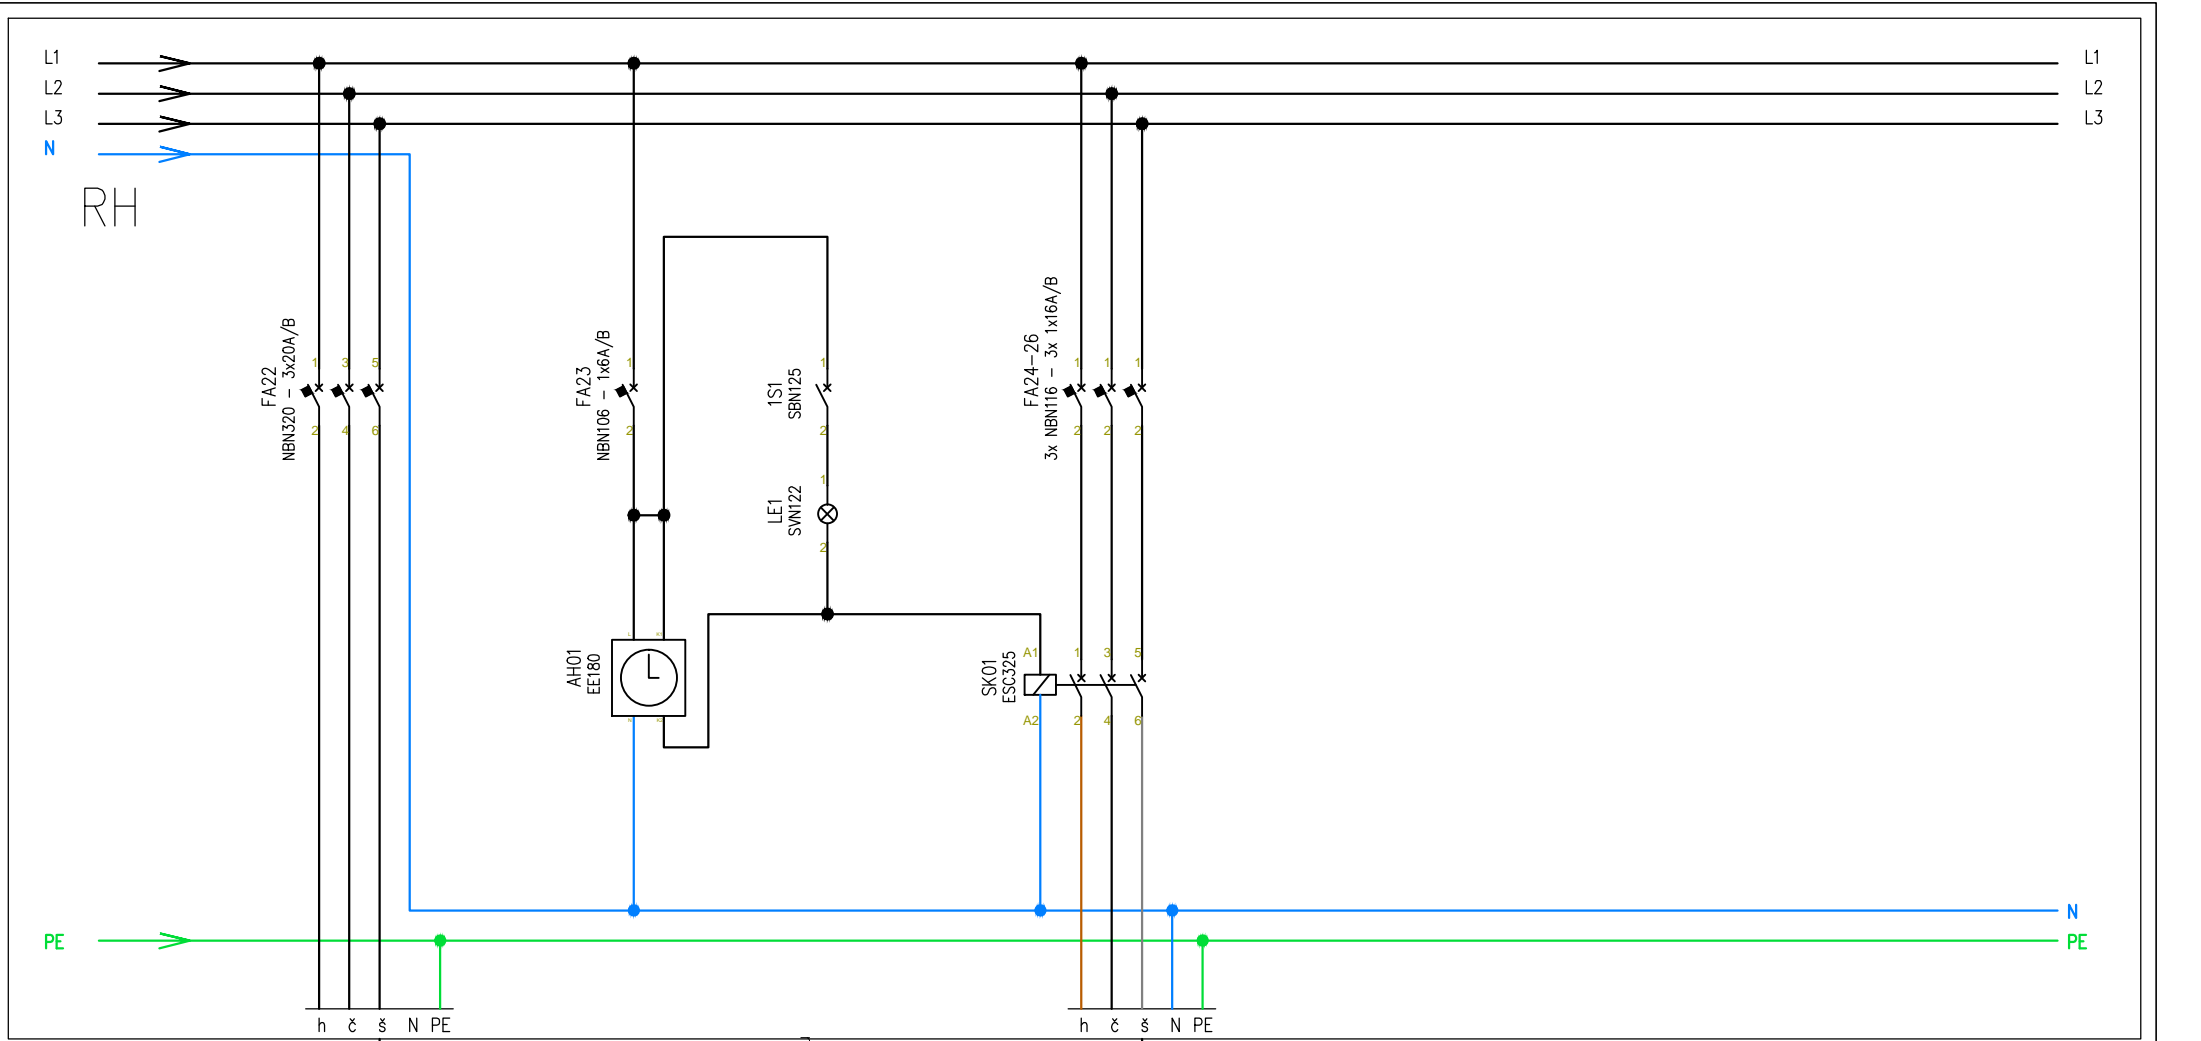 L1
L1
L2
L2
L3
L3
N
RH
FA22
NBN320 - 3x20A/B
1
3
5
2
4
6
FA23
NBN106 - 1x6A/B
1
2
1S1
SBN125
1
2
LE1
SVN122
1
2
FA24-26
3x NBN116 - 3x 1x16A/B
1
1
1
2
2
2
AH01
EE180
SK01
ESC325
A1
1
3
5
A2
2
4
6
N
PE
PE
h č š N PE
h č š N PE